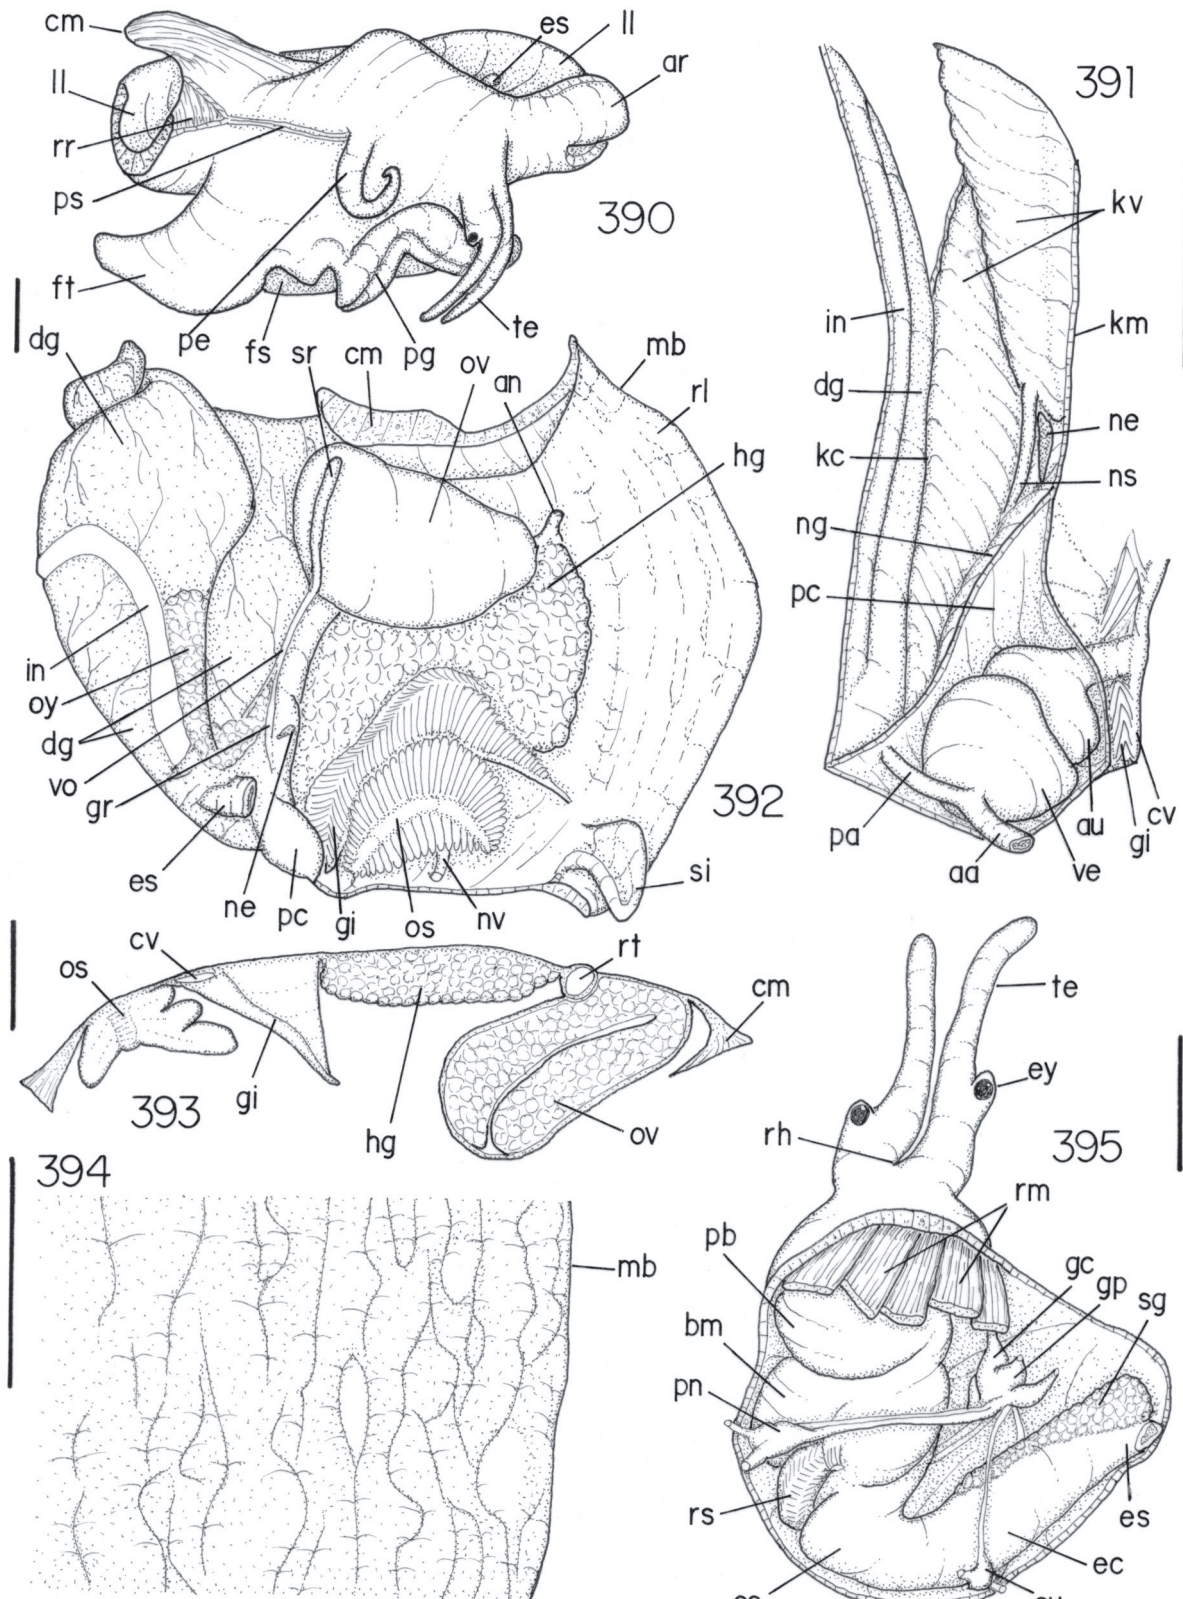 cm
es
ll
ar
ll
rr
ps
ft
pe
fs
pg
te
390
391
kv
in
km
dg
kc
ne
ns
ng
pc
pa
aa
ve
au
gi
cv
dg
sr
cm
ov
an
mb
rl
hg
in
oy
dg
vo
gr
es
ne
pc
gi
os
nv
si
392
cv
os
rt
cm
gi
hg
ov
393
394
mb
te
ey
rh
395
rm
pb
gc
gp
sg
bm
pn
rs
es
ec